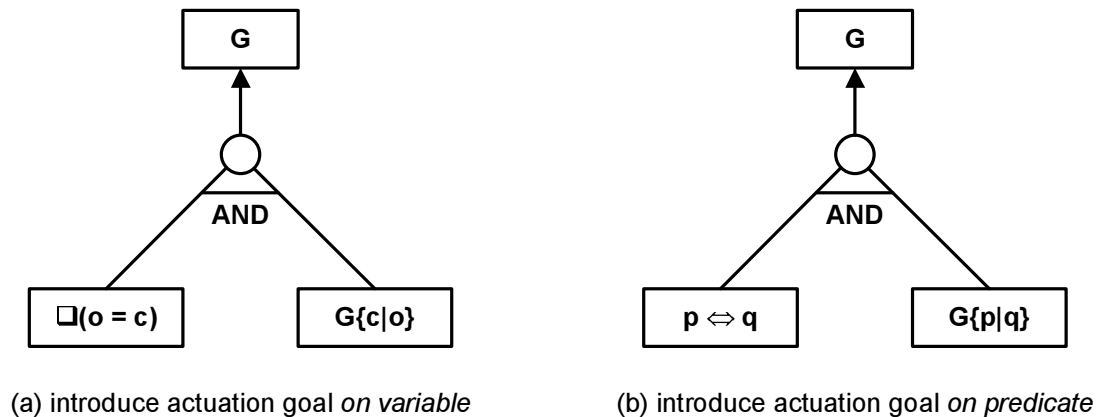 G
G
AND
AND
❑(o = c)
G{c|o}
p ⇔ q
G{p|q}
(a) introduce actuation goal on variable
(b) introduce actuation goal on predicate